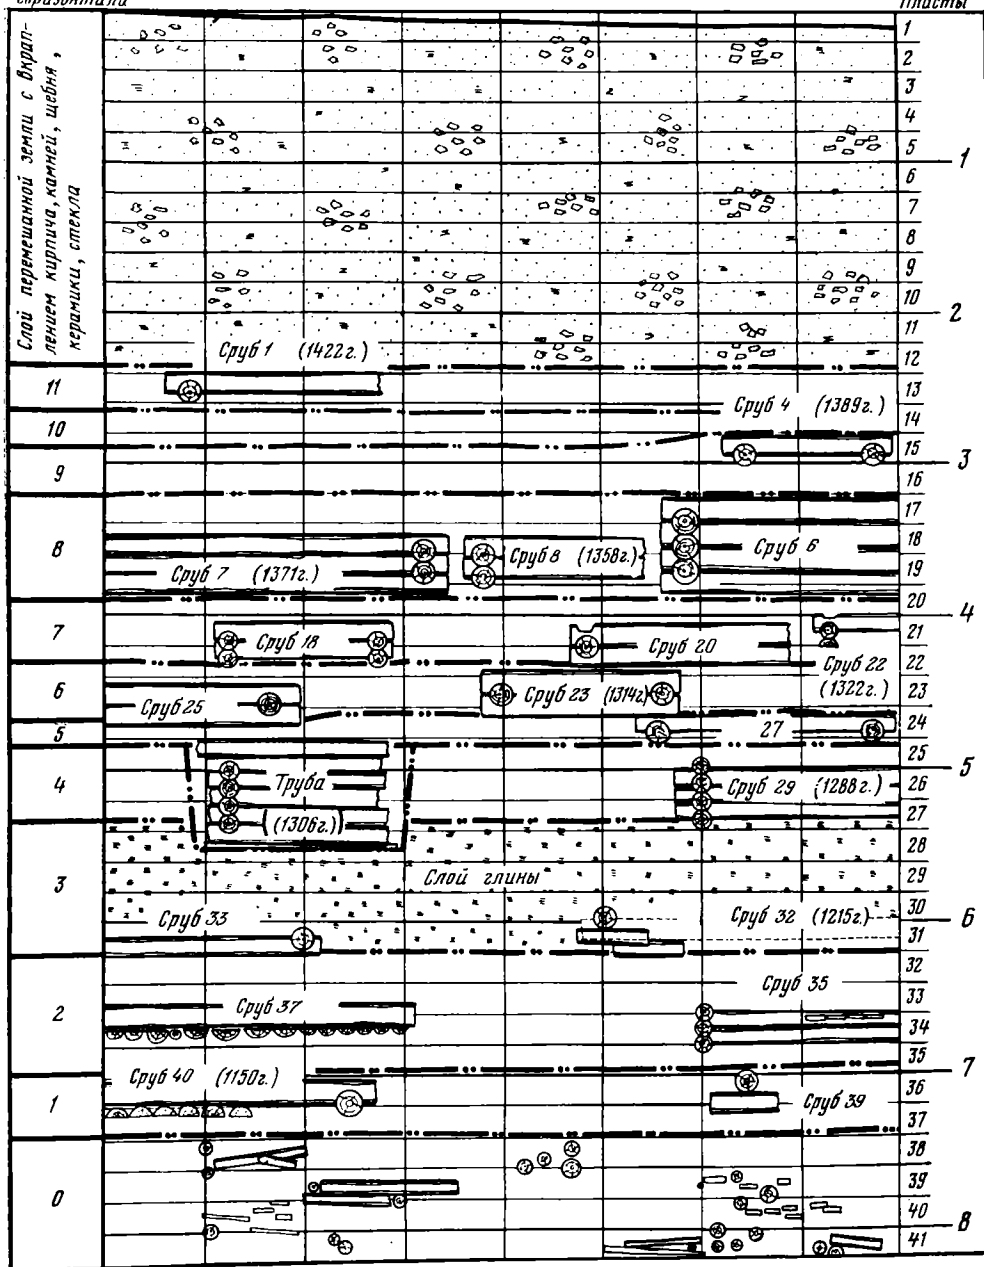 Горизонтали
Пласты
Слой перемешанной земли с вкрап-
лением кирпича, камней, щебня,
керамики, стекла
1
2
3
4
5
1
6
7
8
9
10
2
11
Сруб 1 (1422г.)
12
11
13
Сруб 4 (1389г.)
14
10
15
3
9
16
17
8
Сруб 7 (1371г.)
Сруб 8 (1358г.)
Сруб 6
18
19
20
4
7
Сруб 18
Сруб 20
21
Сруб 22
(1322г.)
22
6
Сруб 25
Сруб 23 (1314г)
23
5
27
24
25
5
4
Труба
(1306г.)
Сруб 29 (1288г.)
26
27
28
3
Слой глины
29
Сруб 33
Сруб 32 (1215г.)
30
6
31
32
Сруб 35
2
Сруб 37
33
34
35
7
Сруб 40 (1150г.)
1
Сруб 39
36
37
38
0
39
40
8
41